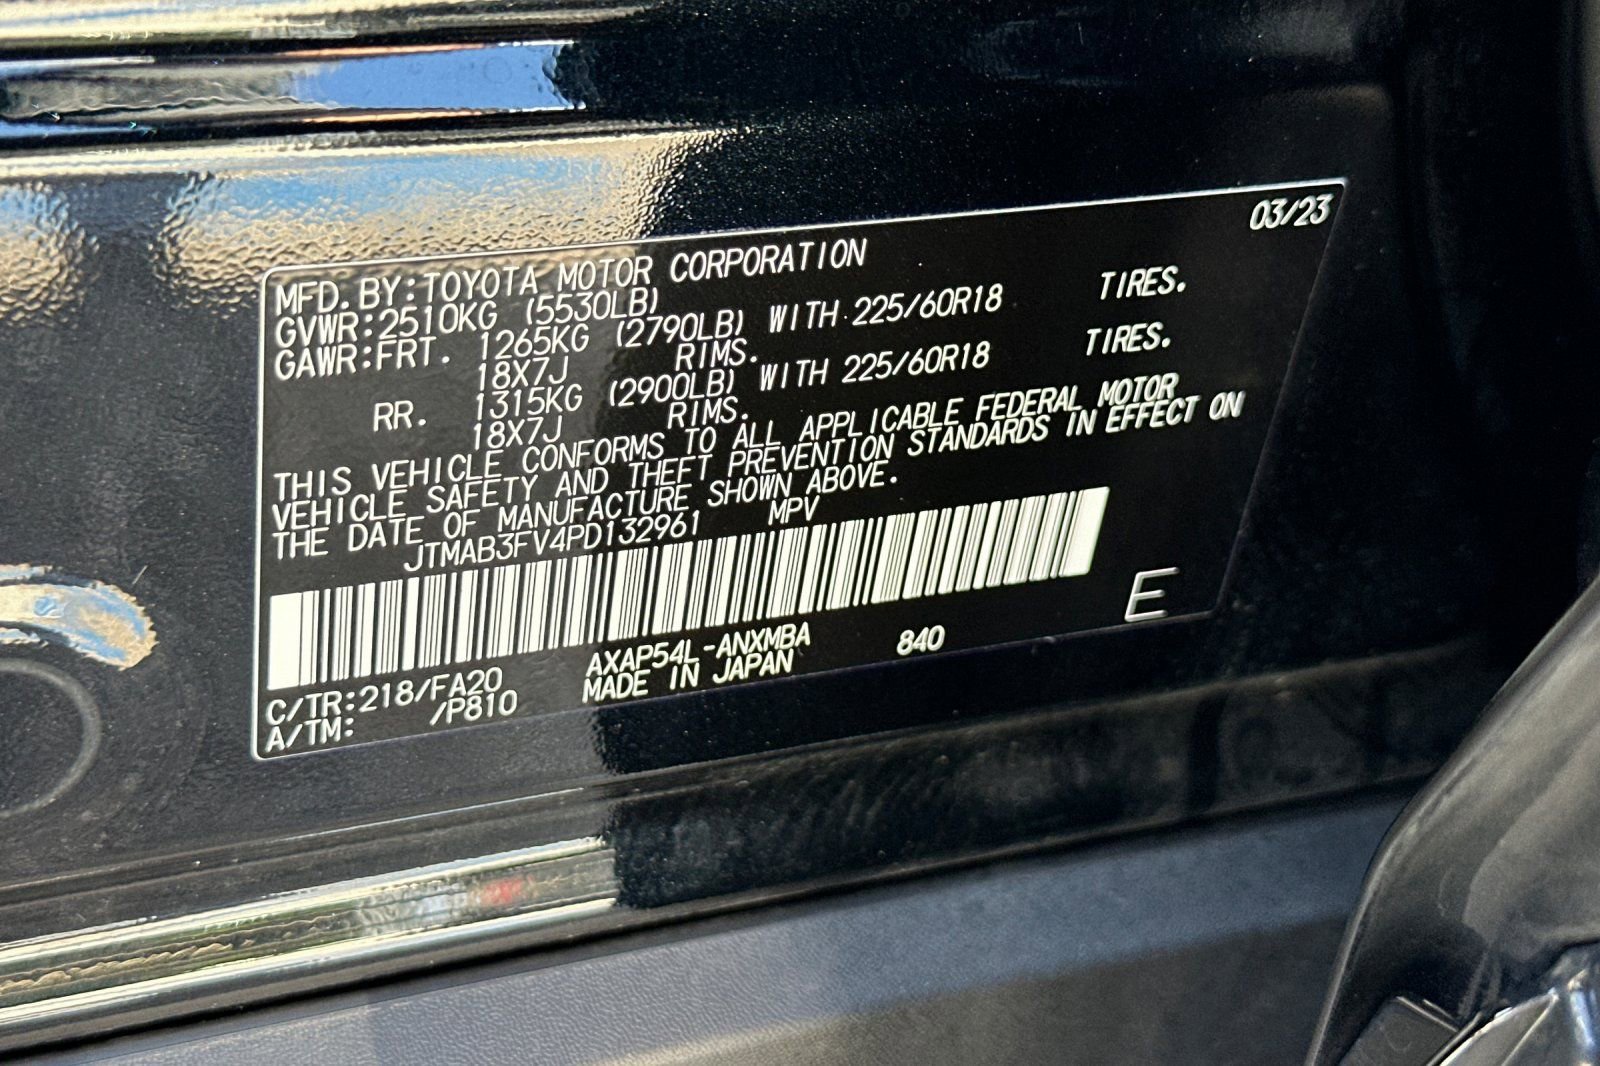 03/23
MFD. BY: TOYOTA MOTOR CORPORATION
GVWR: 2510KG (5530LB)
GAWR: FRT. 1265KG (2790LB) WITH 225/60R18 TIRES.
18X7J RIMS.
RR. 1315KG (2900LB) WITH 225/60R18 TIRES.
18X7J RIMS.
THIS VEHICLE CONFORMS TO ALL APPLICABLE FEDERAL MOTOR
VEHICLE SAFETY AND THEFT PREVENTION STANDARDS IN EFFECT ON
THE DATE OF MANUFACTURE SHOWN ABOVE.
JTMAB3FV4PD132961 MPV
E
C/TR: 218/FA20 AXAP54L-ANXMBA 840
A/TM: /P810 MADE IN JAPAN